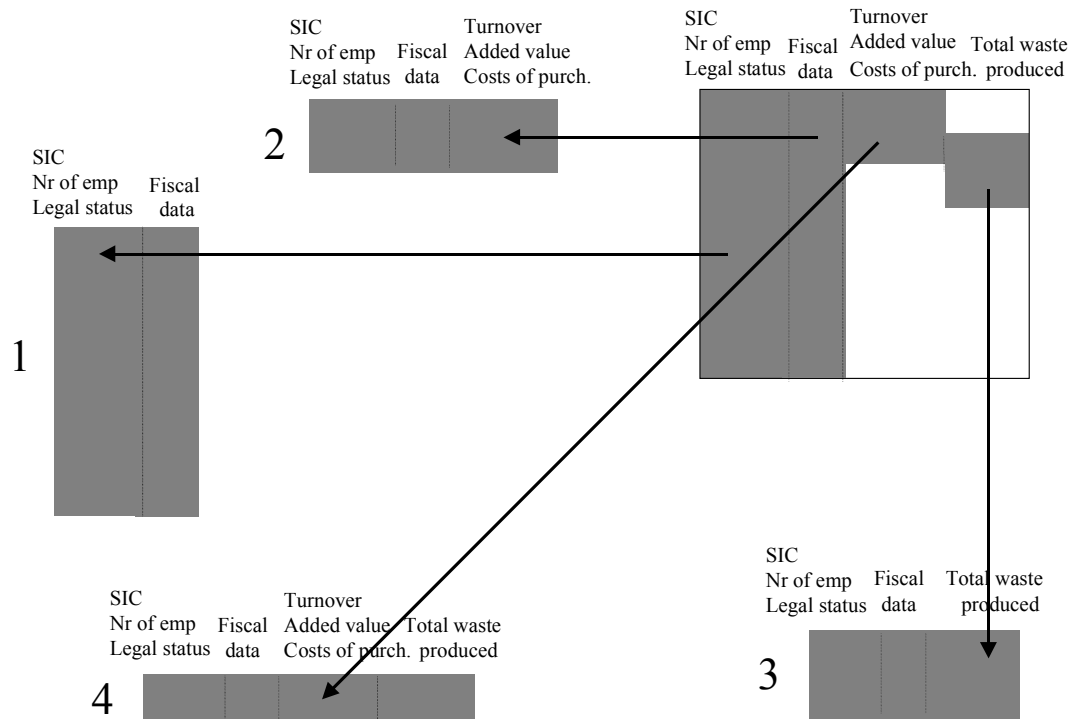 SIC
Nr of emp
Legal status
Fiscal
data
Turnover
Added value
Costs of purch.
2
SIC
Nr of emp
Legal status
Fiscal
data
Turnover
Added value
Costs of purch.
Total waste
produced
SIC
Nr of emp
Legal status
Fiscal
data
1
SIC
Nr of emp
Legal status
Fiscal
data
Turnover
Added value
Costs of purch.
Total waste
produced
4
SIC
Nr of emp
Legal status
Fiscal
data
Total waste
produced
3